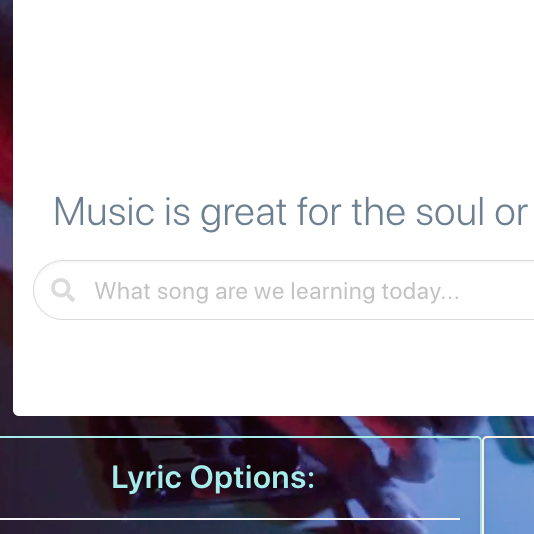 Music is great for the soul or
What song are we learning today...
Lyric Options: